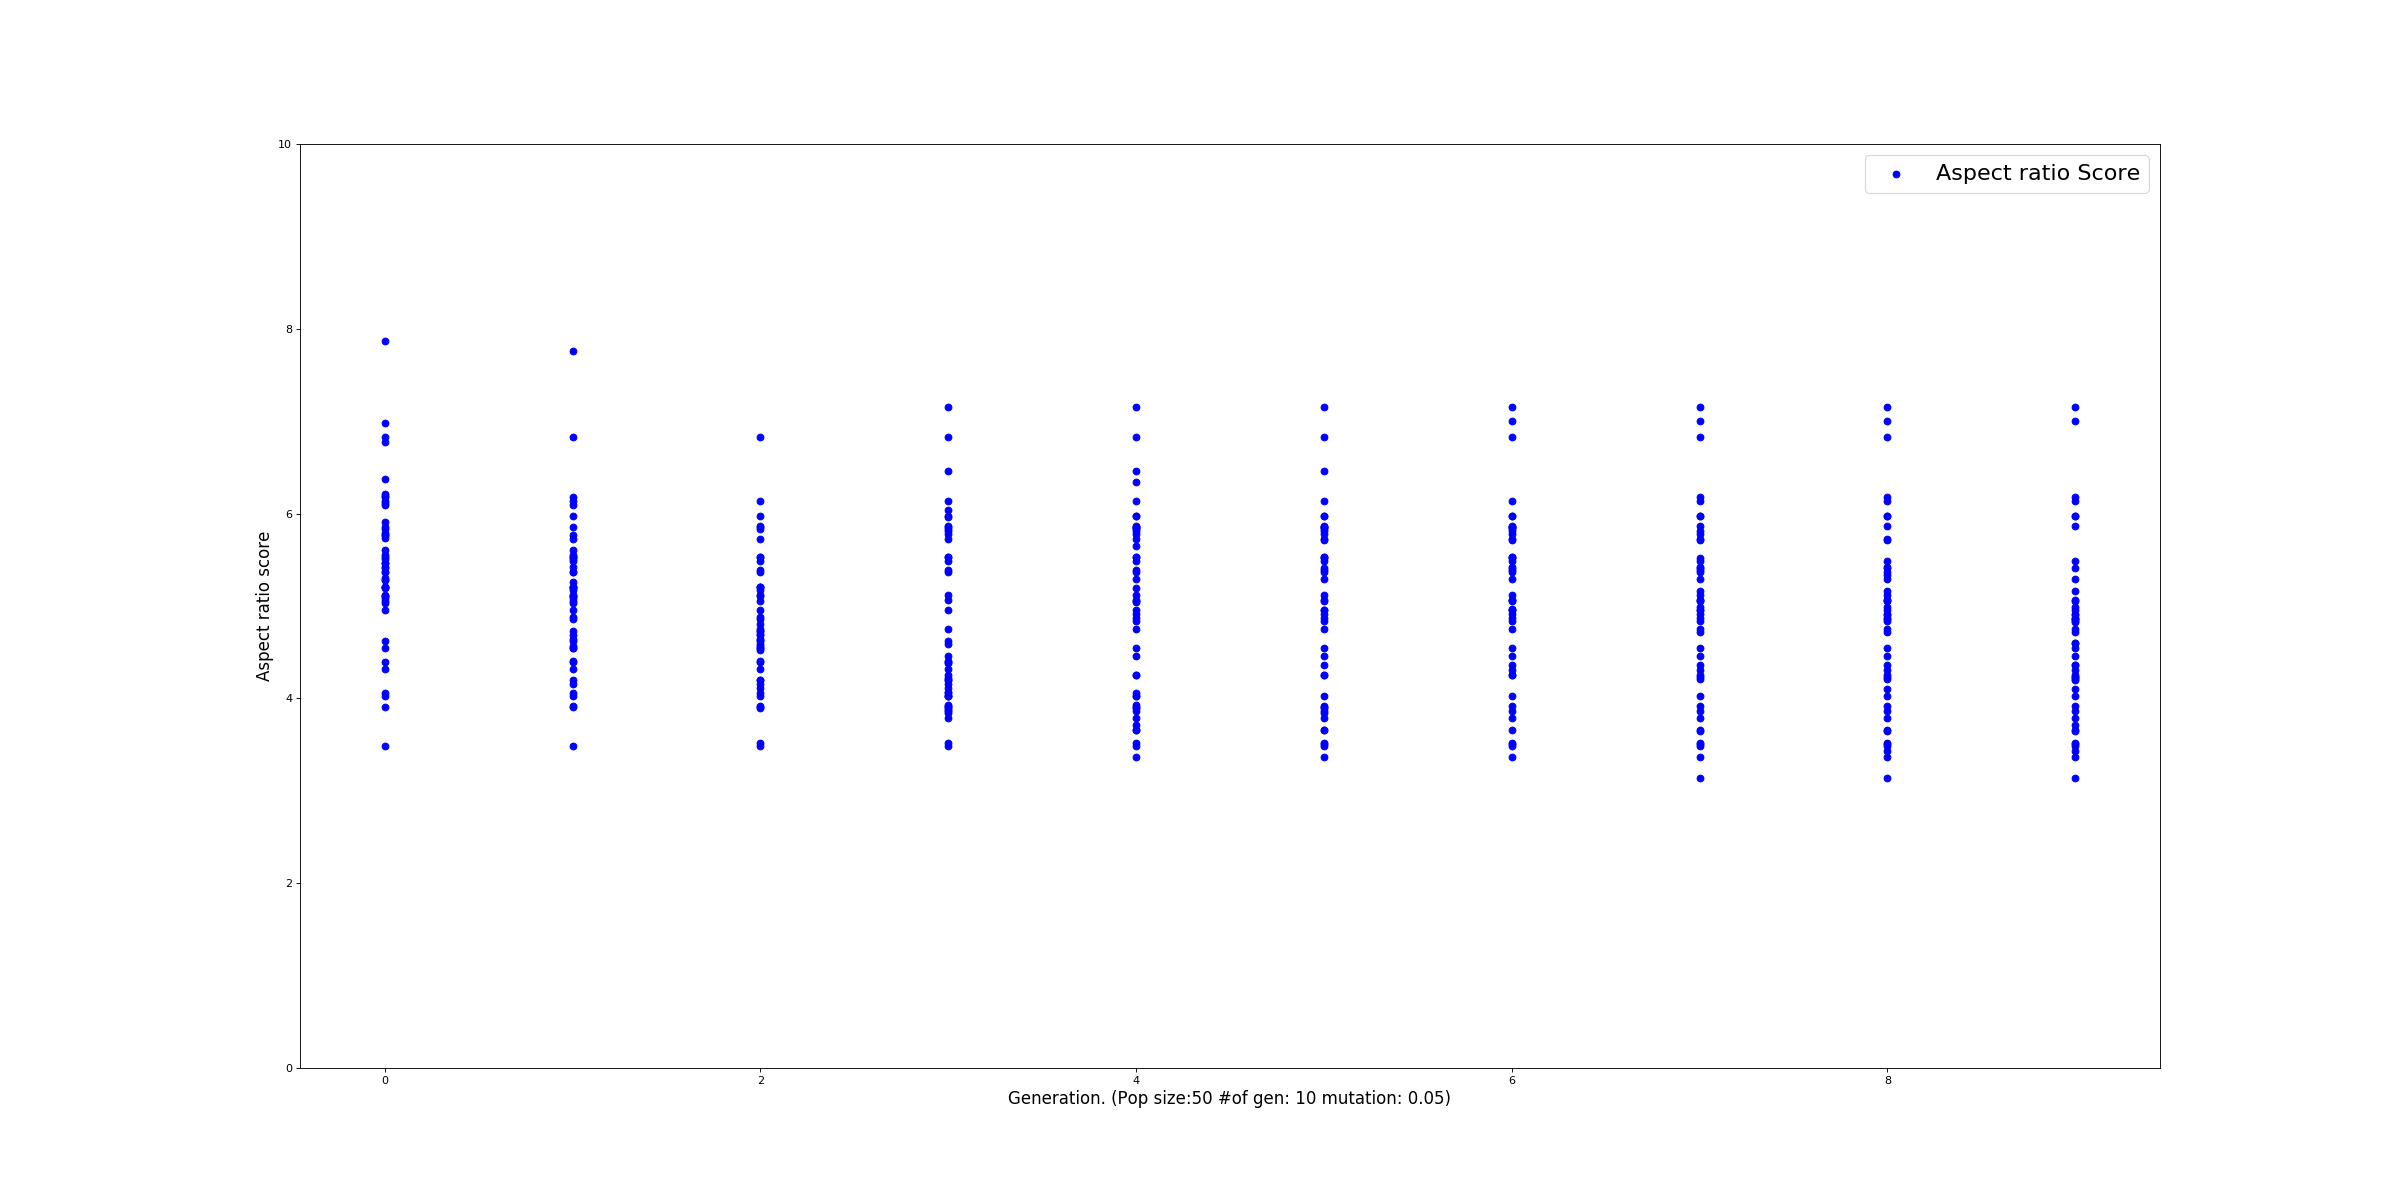 10
Aspect ratio Score
8
6
Aspect ratio score
4
2
0
0 2 4 6 8
Generation. (Pop size:50 #of gen: 10 mutation: 0.05)